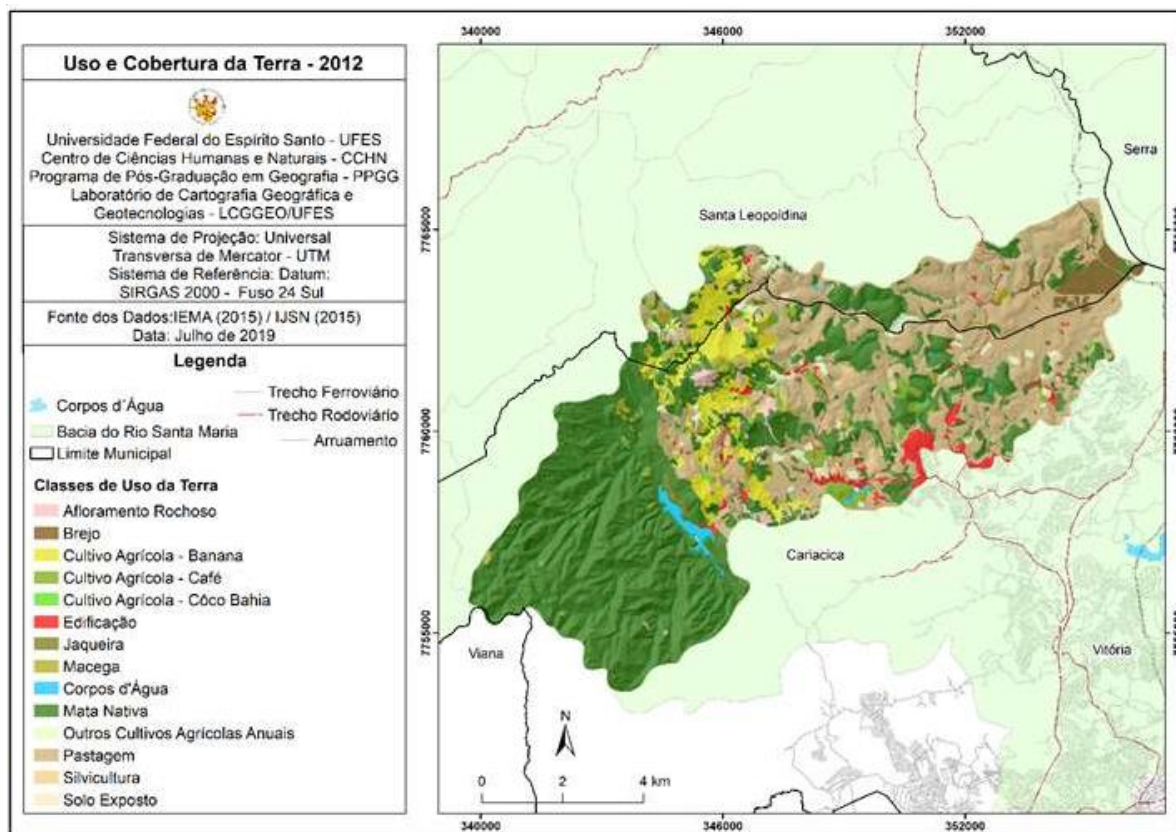 Uso e Cobertura da Terra - 2012
Universidade Federal do Espírito Santo - UFES
Centro de Ciências Humanas e Naturais - CCHN
Programa de Pós-Graduação em Geografia - PPGG
Laboratório de Cartografia Geográfica e
Geotecnologias - LCGGEO/UFES
Sistema de Projeção: Universal
Transversa de Mercator - UTM
Sistema de Referência: Datum:
SIRGAS 2000 - Fuso 24 Sul
Fonte dos Dados:IEMA (2015) / IJSN (2015)
Data: Julho de 2019
Legenda
Corpos d´Água
Trecho Ferroviário
Bacia do Rio Santa Maria
Trecho Rodoviário
Limite Municipal
Arruamento
Classes de Uso da Terra
Afloramento Rochoso
Brejo
Cultivo Agrícola - Banana
Cultivo Agrícola - Café
Cultivo Agrícola - Côco Bahia
Edificação
Jaqueira
Macega
Corpos d'Água
Mata Nativa
Outros Cultivos Agrícolas Anuais
Pastagem
Silvicultura
Solo Exposto
340000
346000
352000
Serra
Santa Leopoldina
7765000
7765000
7760000
Cariacica
Viana
Vitória
7755000
N
0 2 4 km
340000
346000
352000